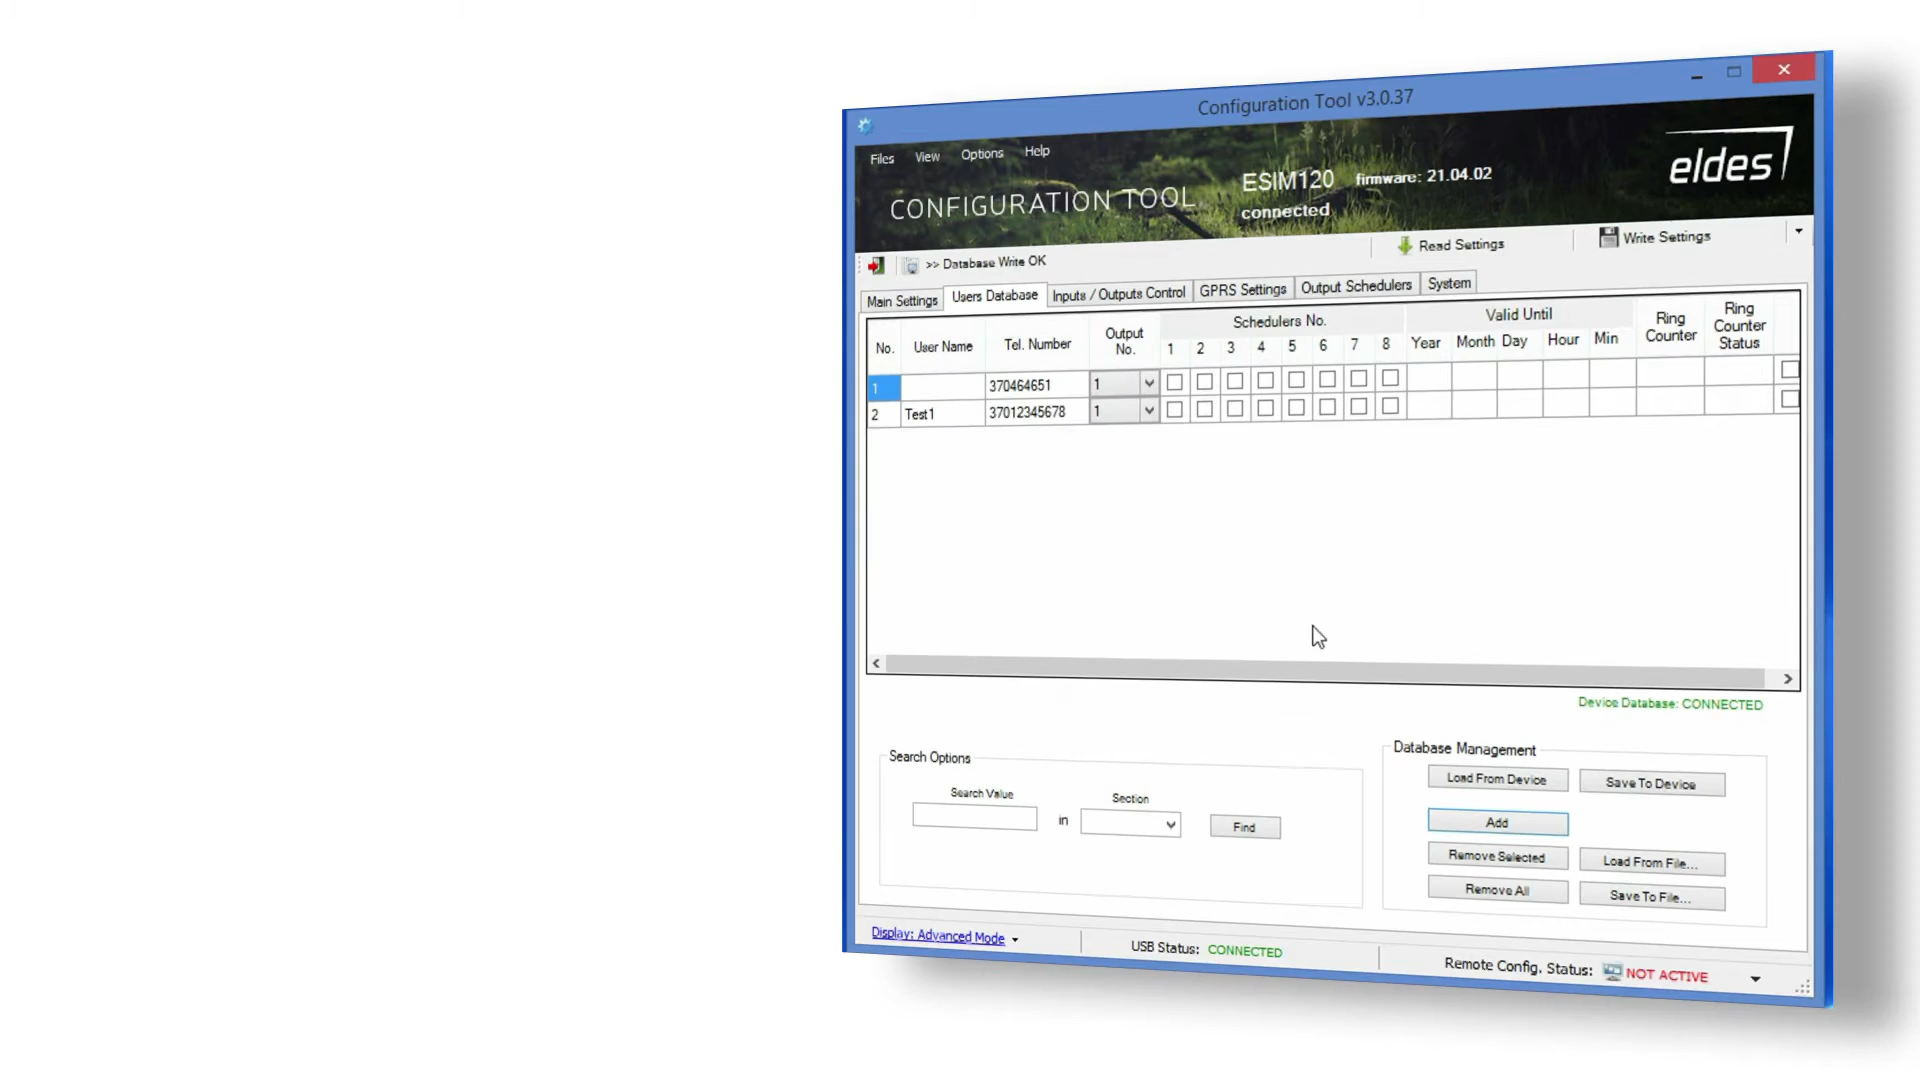 Configuration Tool v3.0.37
Files View Options Help
CONFIGURATION TOOL
ESIM120 firmware: 21.04.02
connected
eldes
>> Database Write OK
Read Settings
Write Settings
Main Settings Users Database Inputs / Outputs Control GPRS Settings Output Schedulers System
No. User Name Tel. Number Output No. Schedulers No. 1 2 3 4 5 6 7 8 Valid Until Year Month Day Hour Min Ring Counter Ring Counter Status
1 370464651 1
2 Test1 37012345678 1
Device Database: CONNECTED
Search Options
Search Value
in
Section
Find
Database Management
Load From Device Save To Device
Add
Remove Selected Load From File...
Remove All Save To File...
Display: Advanced Mode
USB Status: CONNECTED
Remote Config. Status: NOT ACTIVE